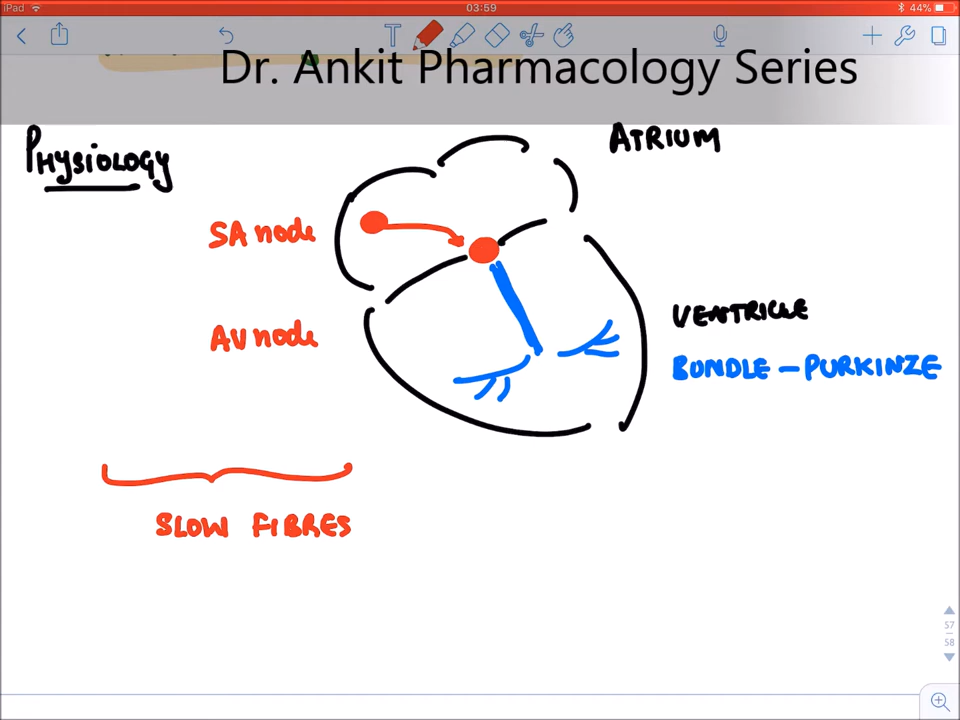 iPad
03:59
44%
T
Dr. Ankit Pharmacology Series
PHYSIOLOGY
ATRIUM
SA node
AV node
VENTRICLE
BUNDLE - PURKINZE
SLOW FIBRES
57
58